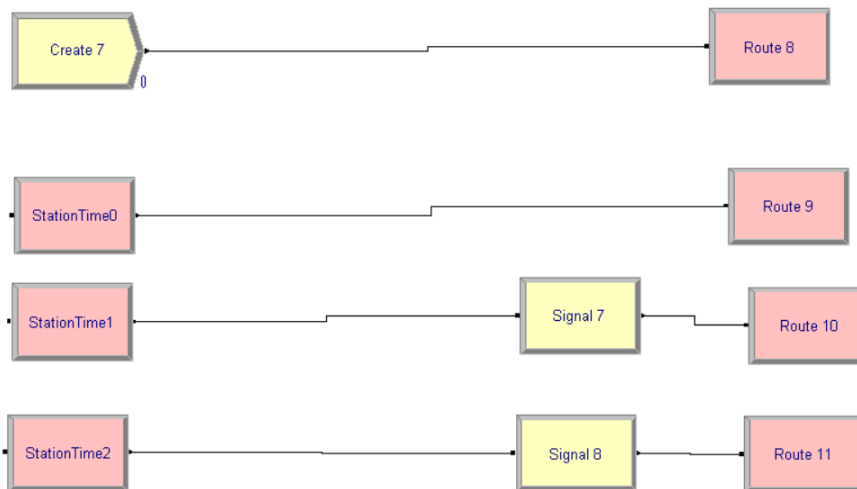 Create 7
0
Route 8
StationTime0
Route 9
StationTime1
Signal 7
Route 10
StationTime2
Signal 8
Route 11